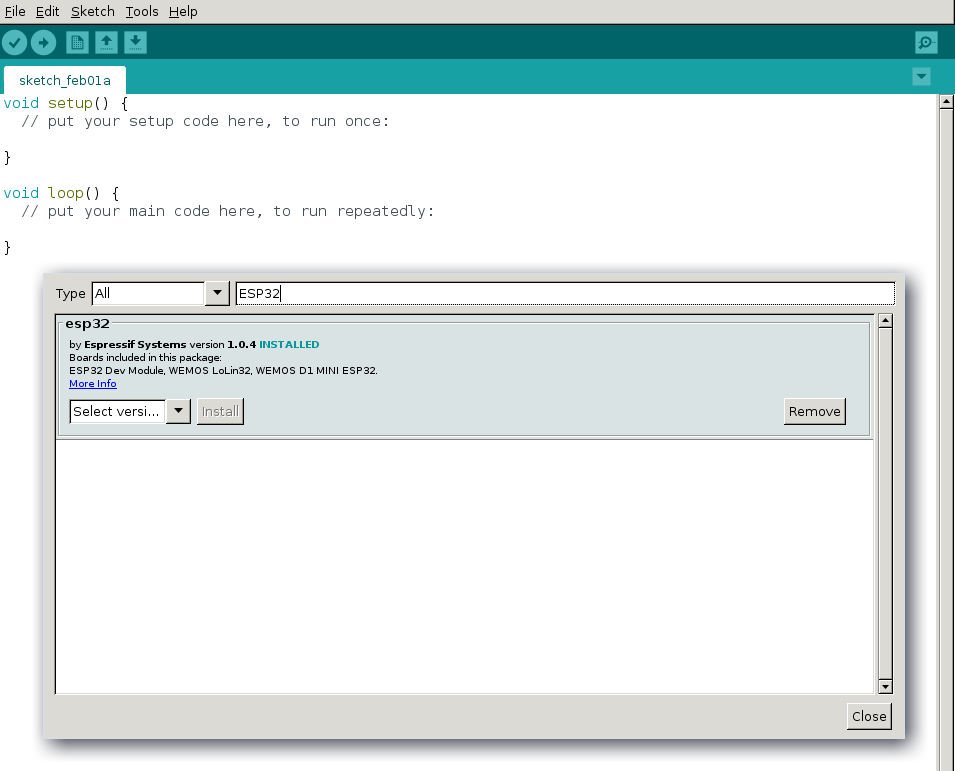 File Edit Sketch Tools Help
sketch_feb01a
void setup() {
  // put your setup code here, to run once:
}
void loop() {
  // put your main code here, to run repeatedly:
}
Type All ESP32
esp32
by Espressif Systems version 1.0.4 INSTALLED
Boards included in this package:
ESP32 Dev Module, WEMOS LoLin32, WEMOS D1 MINI ESP32.
More Info
Select versi... Install Remove
Close